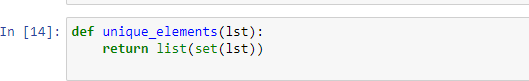 In [14]: def unique_elements(lst):
    return list(set(lst))